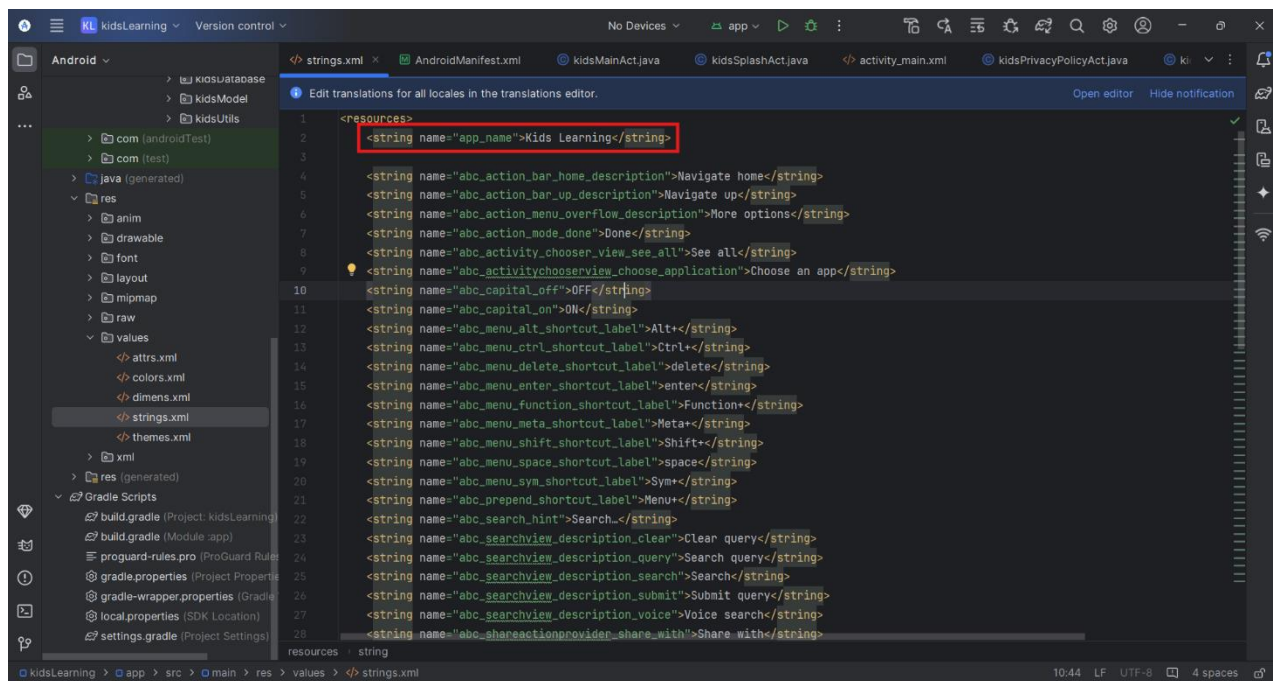 KL kidsLearning Version control No Devices app
Android
strings.xml AndroidManifest.xml kidsMainAct.java kidsSplashAct.java activity_main.xml kidsPrivacyPolicyAct.java
Edit translations for all locales in the translations editor. Open editor Hide notification
kidsDatabase
kidsModel
kidsUtils
com (androidTest)
com (test)
java (generated)
res
anim
drawable
font
layout
mipmap
raw
values
attrs.xml
colors.xml
dimens.xml
strings.xml
themes.xml
xml
res (generated)
Gradle Scripts
build.gradle (Project: kidsLearning)
build.gradle (Module :app)
proguard-rules.pro (ProGuard Rules
gradle.properties (Project Properties
gradle-wrapper.properties (Gradle
local.properties (SDK Location)
settings.gradle (Project Settings)
1 <resources>
2 <string name="app_name">Kids Learning</string>
3
4 <string name="abc_action_bar_home_description">Navigate home</string>
5 <string name="abc_action_bar_up_description">Navigate up</string>
6 <string name="abc_action_menu_overflow_description">More options</string>
7 <string name="abc_action_mode_done">Done</string>
8 <string name="abc_activity_chooser_view_see_all">See all</string>
9 <string name="abc_activitychooserview_choose_application">Choose an app</string>
10 <string name="abc_capital_off">OFF</string>
11 <string name="abc_capital_on">ON</string>
12 <string name="abc_menu_alt_shortcut_label">Alt+</string>
13 <string name="abc_menu_ctrl_shortcut_label">Ctrl+</string>
14 <string name="abc_menu_delete_shortcut_label">delete</string>
15 <string name="abc_menu_enter_shortcut_label">enter</string>
16 <string name="abc_menu_function_shortcut_label">Function+</string>
17 <string name="abc_menu_meta_shortcut_label">Meta+</string>
18 <string name="abc_menu_shift_shortcut_label">Shift+</string>
19 <string name="abc_menu_space_shortcut_label">space</string>
20 <string name="abc_menu_sym_shortcut_label">Sym+</string>
21 <string name="abc_prepend_shortcut_label">Menu+</string>
22 <string name="abc_search_hint">Search…</string>
23 <string name="abc_searchview_description_clear">Clear query</string>
24 <string name="abc_searchview_description_query">Search query</string>
25 <string name="abc_searchview_description_search">Search</string>
26 <string name="abc_searchview_description_submit">Submit query</string>
27 <string name="abc_searchview_description_voice">Voice search</string>
28 <string name="abc_shareactionprovider_share_with">Share with</string>
resources › string
kidsLearning > app > src > main > res > values > strings.xml 10:44 LF UTF-8 4 spaces